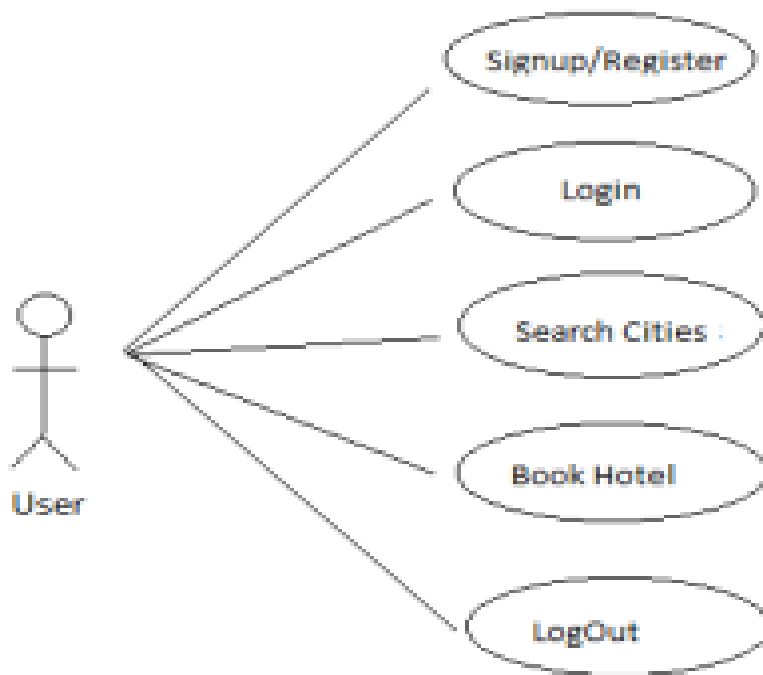 Signup/Register
Login
Search Cities :
Book Hotel
LogOut
User